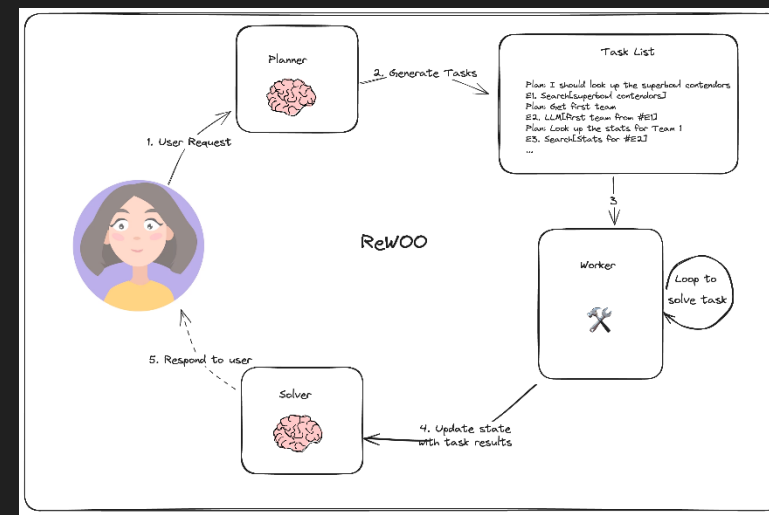 Planner
2. Generate Tasks
Task List
Plan: I should look up the superbowl contendors
E1. Search[superbowl contendors]
Plan: Get first team
E2. LLM[first team from #E1]
Plan: Look up the stats for Team 1
E3. Search[Stats for #E2]
...
1. User Request
3
ReWOO
Worker
Loop to
solve task
5. Respond to user
Solver
4. Update state
with task results